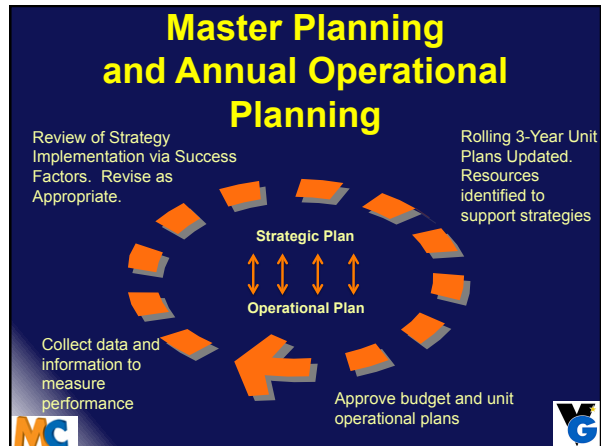 Master Planning
and Annual Operational
Planning
Review of Strategy
Implementation via Success
Factors. Revise as
Appropriate.
Rolling 3-Year Unit
Plans Updated.
Resources
identified to
support strategies
Strategic Plan
Operational Plan
Collect data and
information to
measure
performance
Approve budget and unit
operational plans
MC
VG